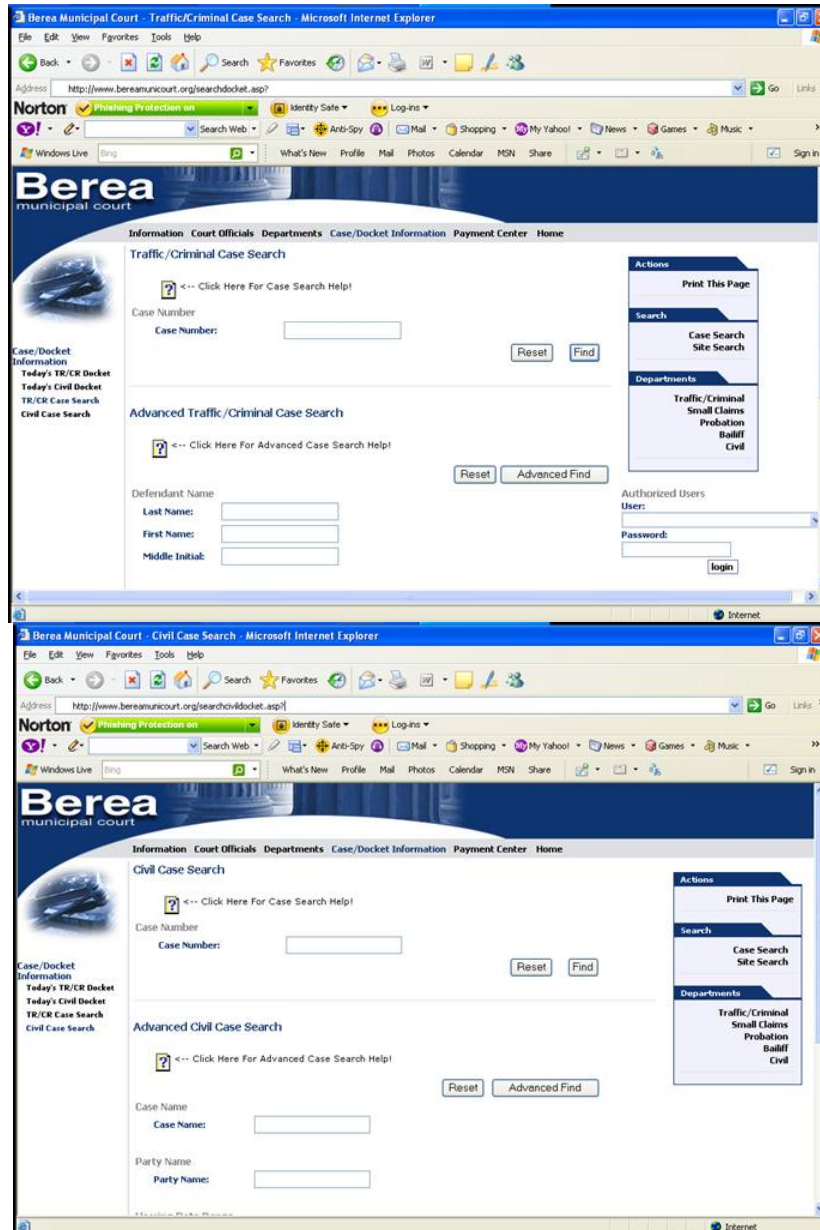 Berea Municipal Court - Traffic/Criminal Case Search - Microsoft Internet Explorer
File Edit View Favorites Tools Help
Back Search Favorites
Address http://www.bereamunicourt.org/searchdocket.asp? Go Links
Norton Phishing Protection on Identity Safe Log-ins
Y! Search Web Anti-Spy Mail Shopping My Yahoo! News Games Music »
Windows Live Bing What's New Profile Mail Photos Calendar MSN Share Sign in
Berea
municipal court
Information Court Officials Departments Case/Docket Information Payment Center Home
Traffic/Criminal Case Search
? <-- Click Here For Case Search Help!
Case Number
Case Number:
Reset Find
Case/Docket
Information
Today's TR/CR Docket
Today's Civil Docket
TR/CR Case Search
Civil Case Search
Advanced Traffic/Criminal Case Search
? <-- Click Here For Advanced Case Search Help!
Reset Advanced Find
Defendant Name
Last Name:
First Name:
Middle Initial:
Actions
Print This Page
Search
Case Search
Site Search
Departments
Traffic/Criminal
Small Claims
Probation
Bailiff
Civil
Authorized Users
User:
Password:
login
Internet
Berea Municipal Court - Civil Case Search - Microsoft Internet Explorer
File Edit View Favorites Tools Help
Back Search Favorites
Address http://www.bereamunicourt.org/searchcivildocket.asp? Go Links
Norton Phishing Protection on Identity Safe Log-ins
Y! Search Web Anti-Spy Mail Shopping My Yahoo! News Games Music »
Windows Live Bing What's New Profile Mail Photos Calendar MSN Share Sign in
Berea
municipal court
Information Court Officials Departments Case/Docket Information Payment Center Home
Civil Case Search
? <-- Click Here For Case Search Help!
Case Number
Case Number:
Reset Find
Case/Docket
Information
Today's TR/CR Docket
Today's Civil Docket
TR/CR Case Search
Civil Case Search
Advanced Civil Case Search
? <-- Click Here For Advanced Case Search Help!
Reset Advanced Find
Case Name
Case Name:
Party Name
Party Name:
Actions
Print This Page
Search
Case Search
Site Search
Departments
Traffic/Criminal
Small Claims
Probation
Bailiff
Civil
Internet